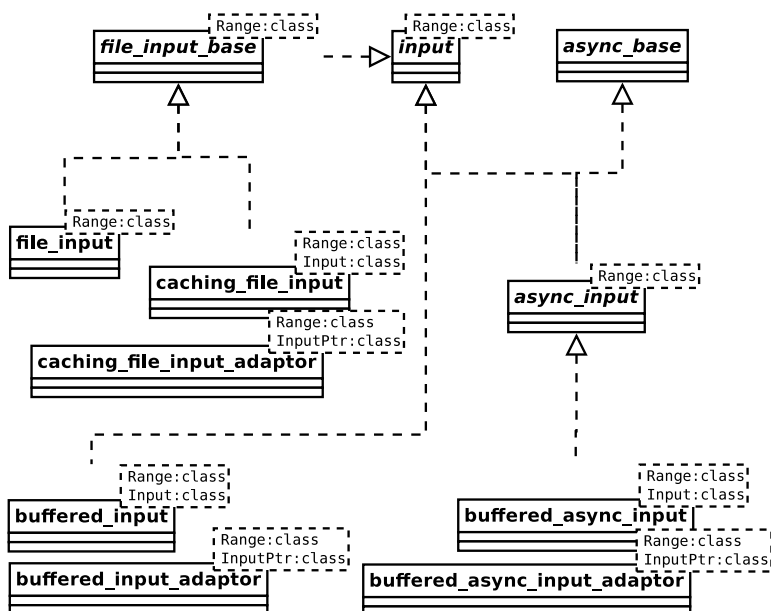 Range:class
file_input_base
Range:class
input
async_base
Range:class
file_input
Range:class
Input:class
caching_file_input
Range:class
InputPtr:class
caching_file_input_adaptor
Range:class
async_input
Range:class
Input:class
buffered_input
Range:class
InputPtr:class
buffered_input_adaptor
Range:class
Input:class
buffered_async_input
Range:class
InputPtr:class
buffered_async_input_adaptor